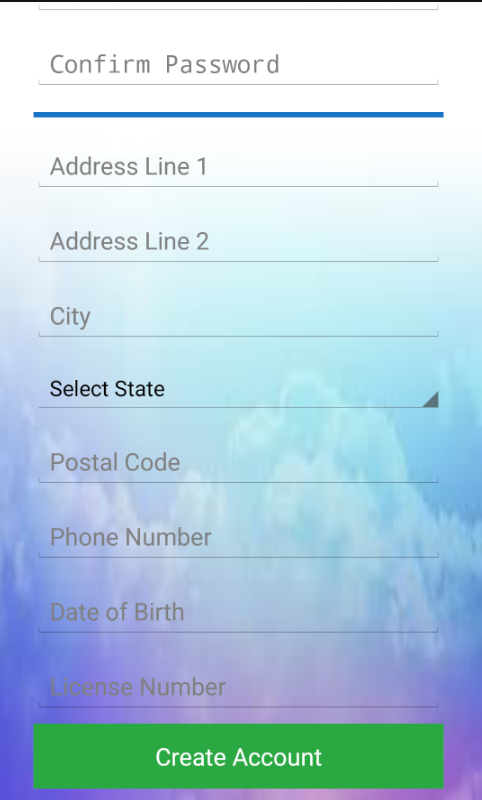 Confirm Password
Address Line 1
Address Line 2
City
Select State
Postal Code
Phone Number
Date of Birth
License Number
Create Account